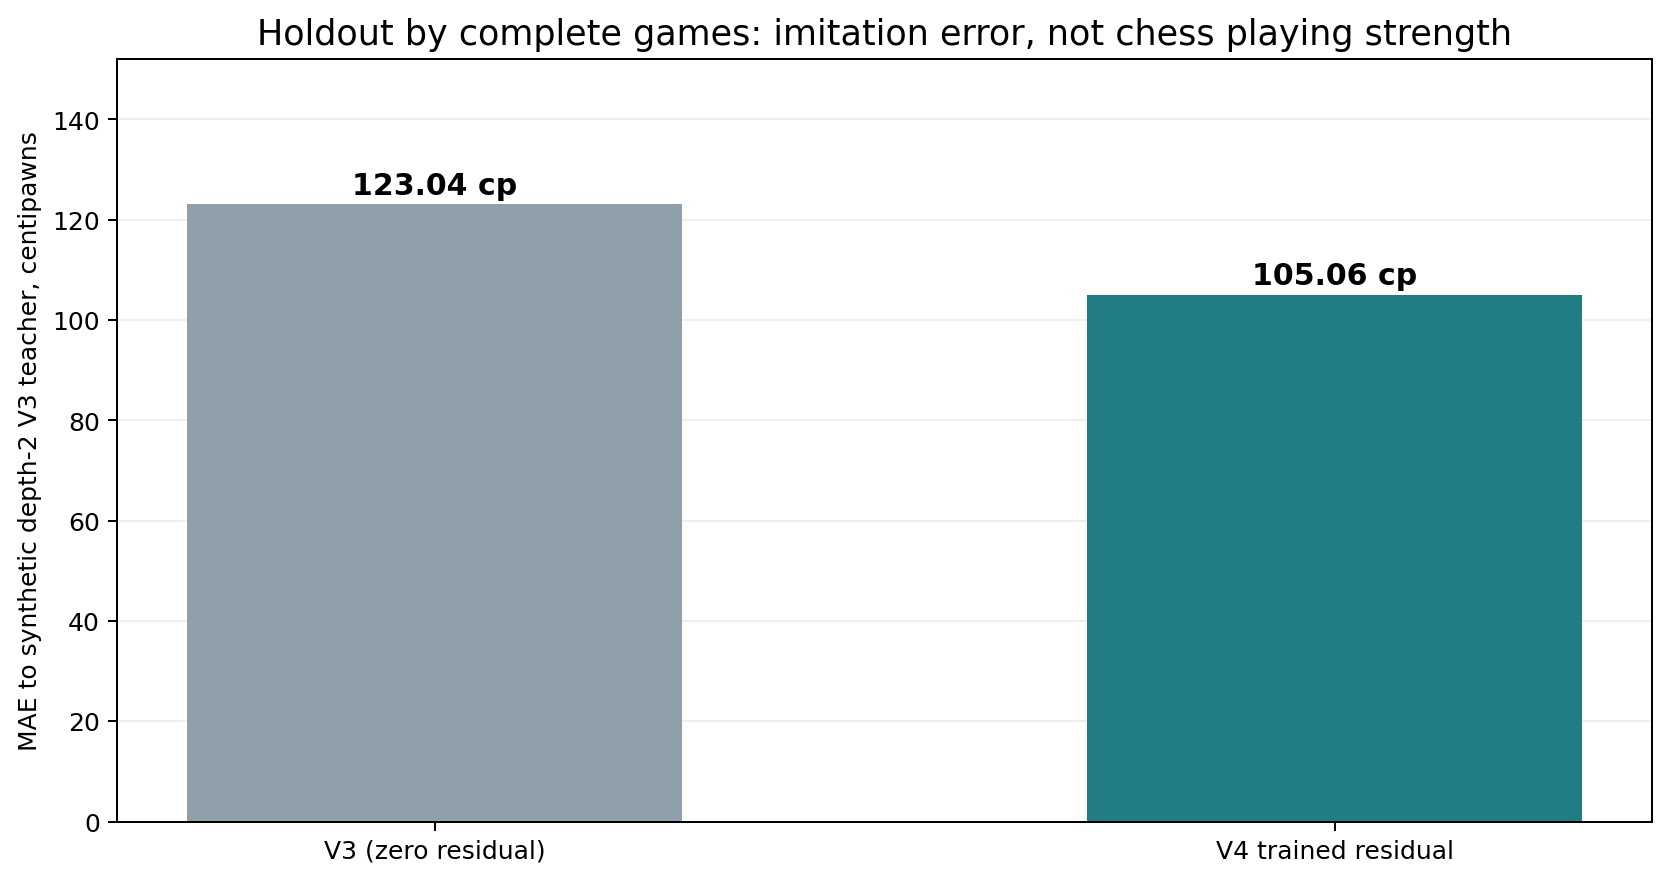 Holdout by complete games: imitation error, not chess playing strength
MAE to synthetic depth-2 V3 teacher, centipawns
140
120
100
80
60
40
20
0
123.04 cp
105.06 cp
V3 (zero residual)
V4 trained residual